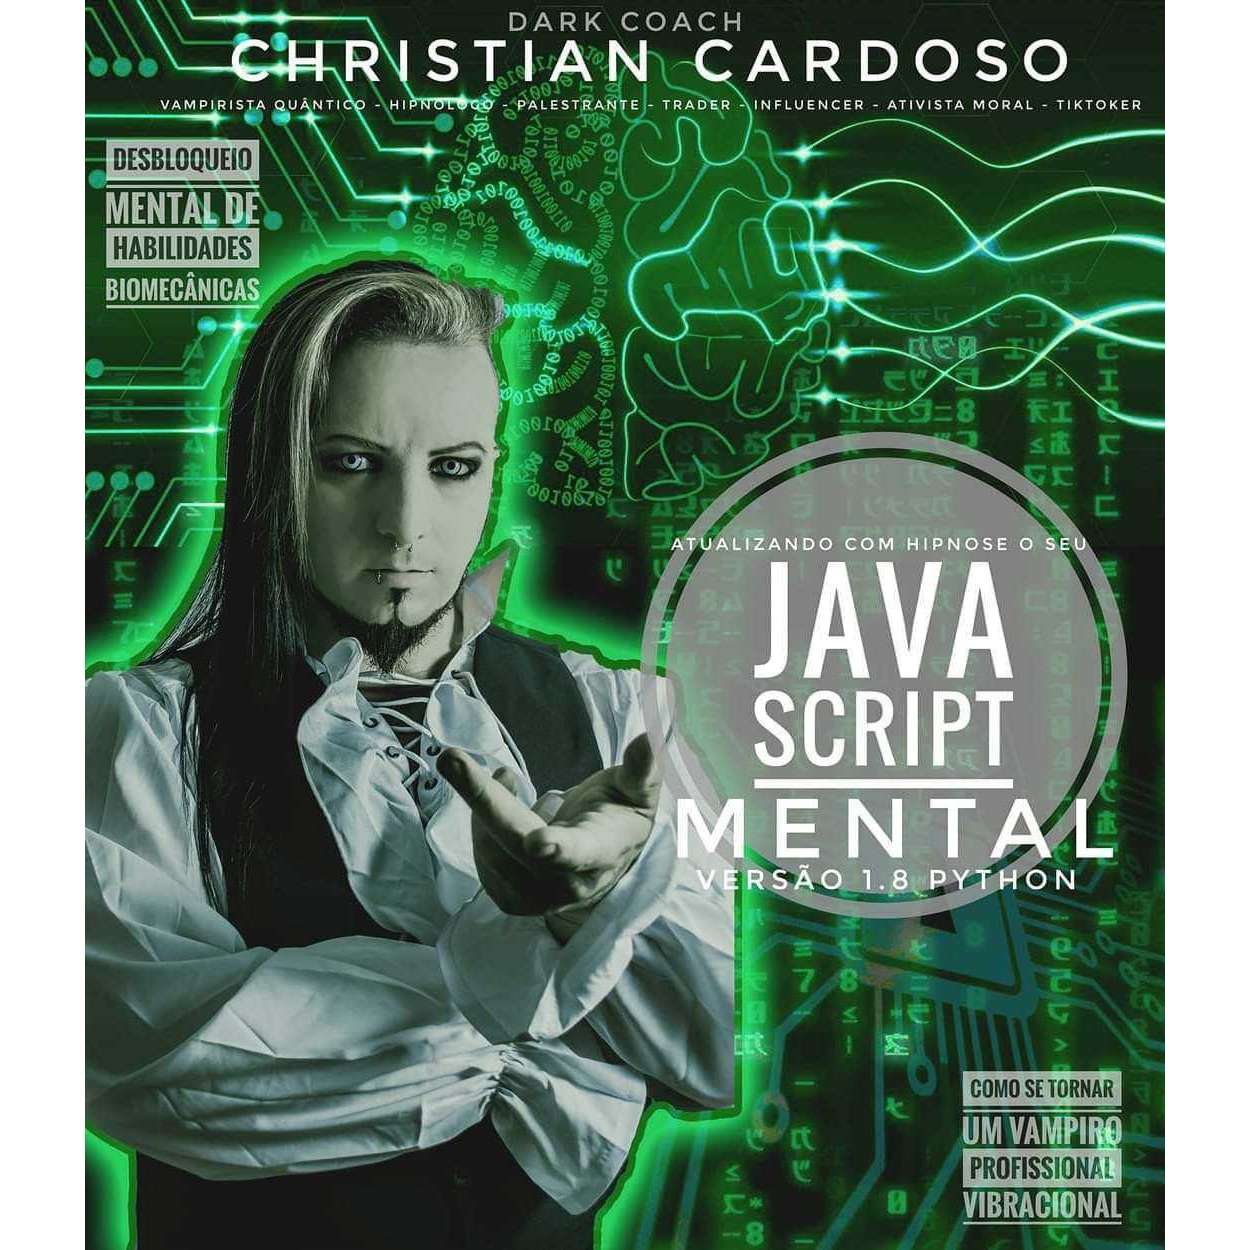 DARK COACH
CHRISTIAN CARDOSO
VAMPIRISTA QUÂNTICO - HIPNÓLOGO - PALESTRANTE - TRADER - INFLUENCER - ATIVISTA MORAL - TIKTOKER
DESBLOQUEIO
MENTAL DE
HABILIDADES
BIOMECÂNICAS
ATUALIZANDO COM HIPNOSE O SEU
JAVA
SCRIPT
MENTAL
VERSÃO 1.8 PYTHON
COMO SE TORNAR
UM VAMPIRO
PROFISSIONAL
VIBRACIONAL